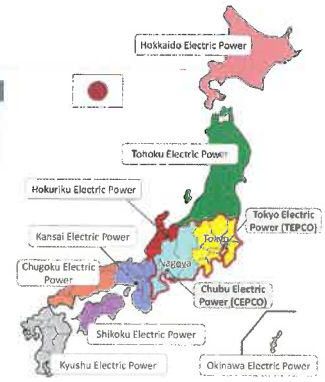 Hokkaido Electric Power
Tohoku Electric Power
Hokuriku Electric Power
Tokyo Electric
Power (TEPCO)
Kansai Electric Power
Tokyo
Nagoya
Chugoku Electric
Power
Chubu Electric
Power (CEPCO)
Shikoku Electric Power
Kyushu Electric Power
Okinawa Electric Power